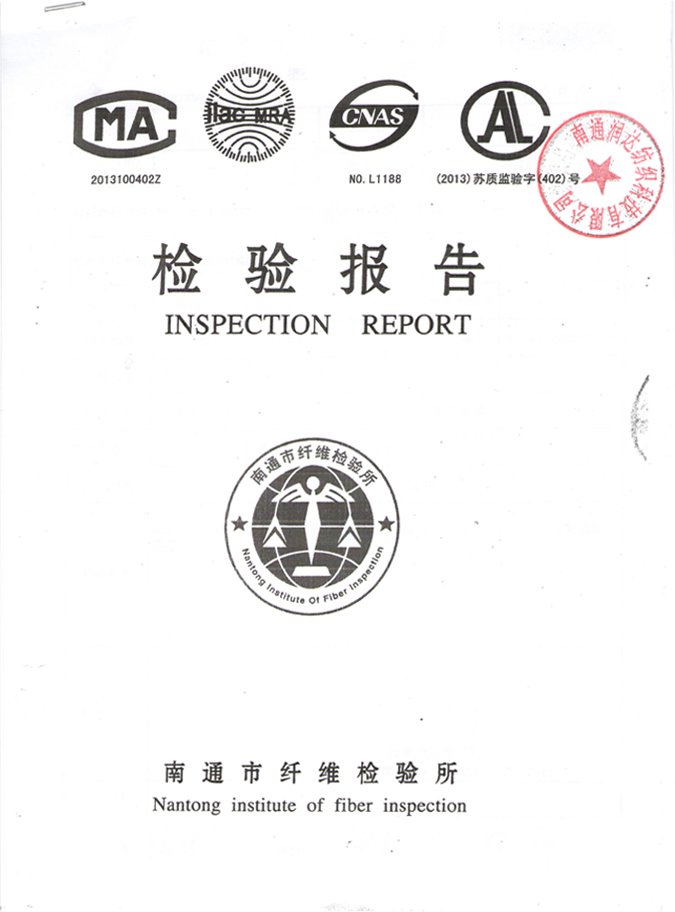 MA
ilac-MRA
CNAS
AL
2013100402Z
NO. L1188
(2013)苏质监验字(402)号
南通润达纺织科技有限公司
检验报告
INSPECTION REPORT
南通市纤维检验所
Nantong Institute Of Fiber Inspection
南通市纤维检验所
Nantong institute of fiber inspection